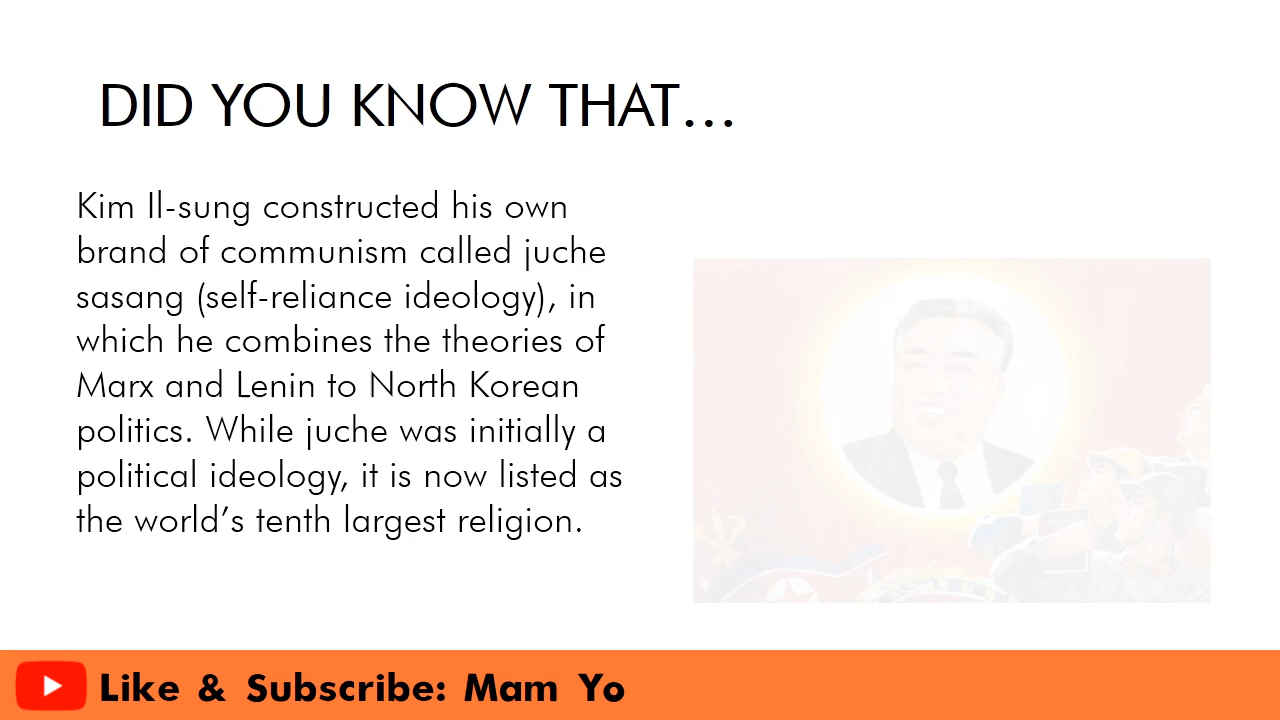 DID YOU KNOW THAT…
Kim Il-sung constructed his own
brand of communism called juche
sasang (self-reliance ideology), in
which he combines the theories of
Marx and Lenin to North Korean
politics. While juche was initially a
political ideology, it is now listed as
the world’s tenth largest religion.
Like & Subscribe: Mam Yo